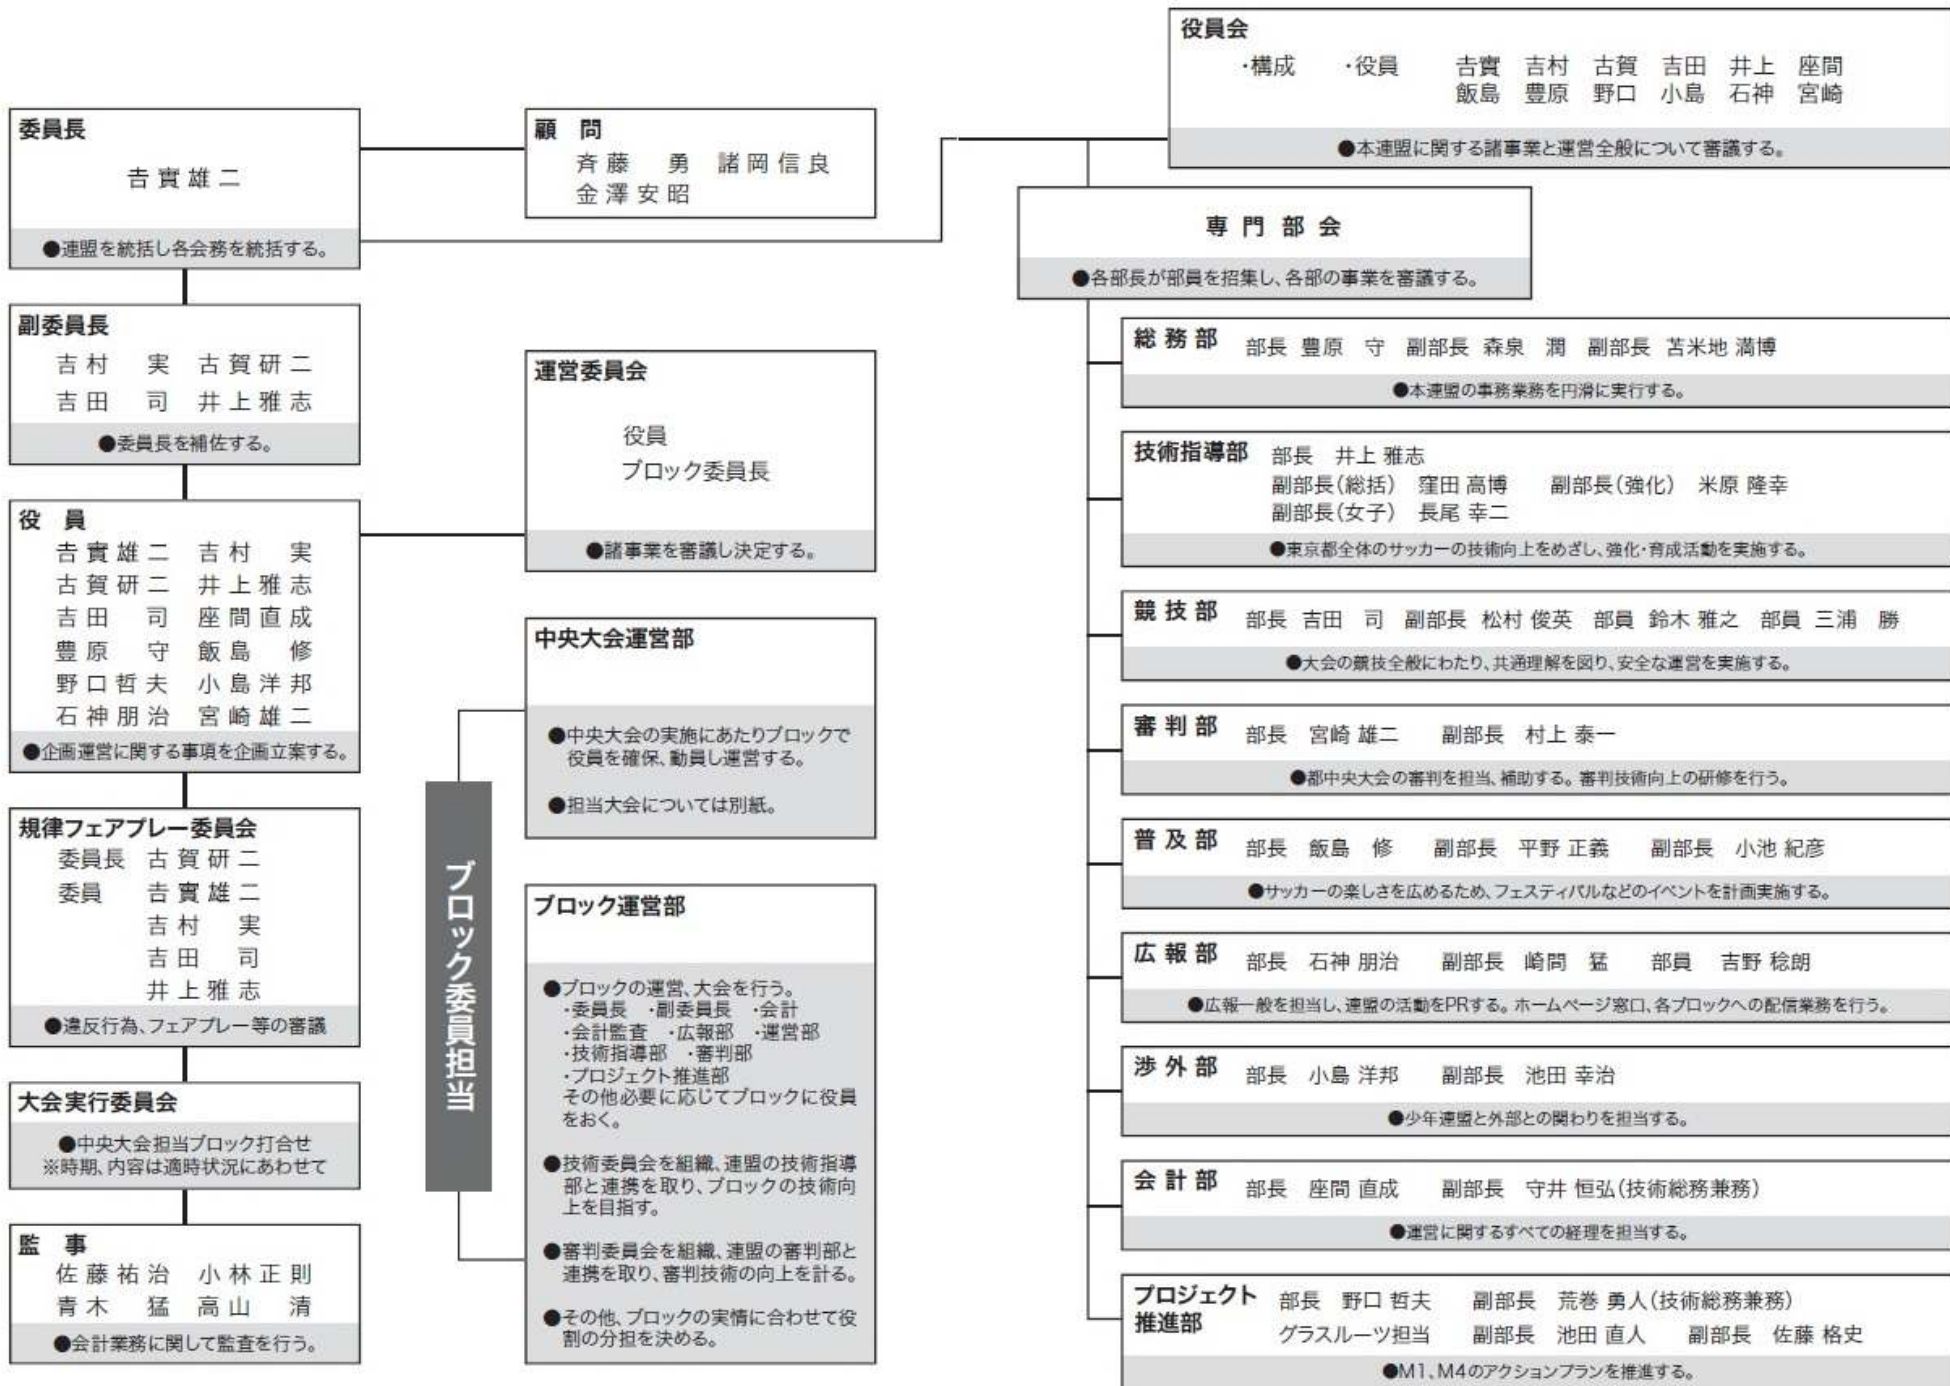 委員長
𠮷實雄二
●連盟を統括し各会務を統括する。
副委員長
吉村　実　古賀研二
吉田　司　井上雅志
●委員長を補佐する。
役　員
𠮷實雄二　吉村　実
古賀研二　井上雅志
吉田　司　座間直成
豊原　守　飯島　修
野口哲夫　小島洋邦
石神朋治　宮崎雄二
●企画運営に関する事項を企画立案する。
規律フェアプレー委員会
委員長　古賀研二
委員　𠮷實雄二
吉村　実
吉田　司
井上雅志
●違反行為、フェアプレー等の審議
大会実行委員会
●中央大会担当ブロック打合せ
※時期、内容は適時状況にあわせて
監　事
佐藤祐治　小林正則
青木　猛　高山　清
●会計業務に関して監査を行う。
顧　問
斉藤　勇　諸岡信良
金澤安昭
運営委員会
役員
ブロック委員長
●諸事業を審議し決定する。
ブロック委員担当
中央大会運営部
●中央大会の実施にあたりブロックで
役員を確保、動員し運営する。
●担当大会については別紙。
ブロック運営部
●ブロックの運営、大会を行う。
・委員長　・副委員長　・会計
・会計監査　・広報部　・運営部
・技術指導部　・審判部
・プロジェクト推進部
その他必要に応じてブロックに役員
をおく。
●技術委員会を組織、連盟の技術指導
部と連携を取り、ブロックの技術向
上を目指す。
●審判委員会を組織、連盟の審判部と
連携を取り、審判技術の向上を計る。
●その他、ブロックの実情に合わせて役
割の分担を決める。
役員会
・構成　・役員　𠮷實　吉村　古賀　吉田　井上　座間
飯島　豊原　野口　小島　石神　宮崎
●本連盟に関する諸事業と運営全般について審議する。
専門部会
●各部長が部員を招集し、各部の事業を審議する。
総務部　部長　豊原　守　副部長　森泉　潤　副部長　苫米地 満博
●本連盟の事務業務を円滑に実行する。
技術指導部　部長　井上 雅志
副部長（総括）　窪田 高博　副部長（強化）　米原 隆幸
副部長（女子）　長尾 幸二
●東京都全体のサッカーの技術向上をめざし、強化・育成活動を実施する。
競技部　部長　吉田　司　副部長　松村 俊英　部員　鈴木 雅之　部員　三浦　勝
●大会の競技全般にわたり、共通理解を図り、安全な運営を実施する。
審判部　部長　宮崎 雄二　副部長　村上 泰一
●都中央大会の審判を担当、補助する。審判技術向上の研修を行う。
普及部　部長　飯島　修　副部長　平野 正義　副部長　小池 紀彦
●サッカーの楽しさを広めるため、フェスティバルなどのイベントを計画実施する。
広報部　部長　石神 朋治　副部長　崎間　猛　部員　吉野 稔朗
●広報一般を担当し、連盟の活動をPRする。ホームページ窓口、各ブロックへの配信業務を行う。
渉外部　部長　小島 洋邦　副部長　池田 幸治
●少年連盟と外部との関わりを担当する。
会計部　部長　座間 直成　副部長　守井 恒弘（技術総務兼務）
●運営に関するすべての経理を担当する。
プロジェクト　部長　野口 哲夫　副部長　荒巻 勇人（技術総務兼務）
推進部　グラスルーツ担当　副部長　池田 直人　副部長　佐藤 格史
●M1、M4のアクションプランを推進する。